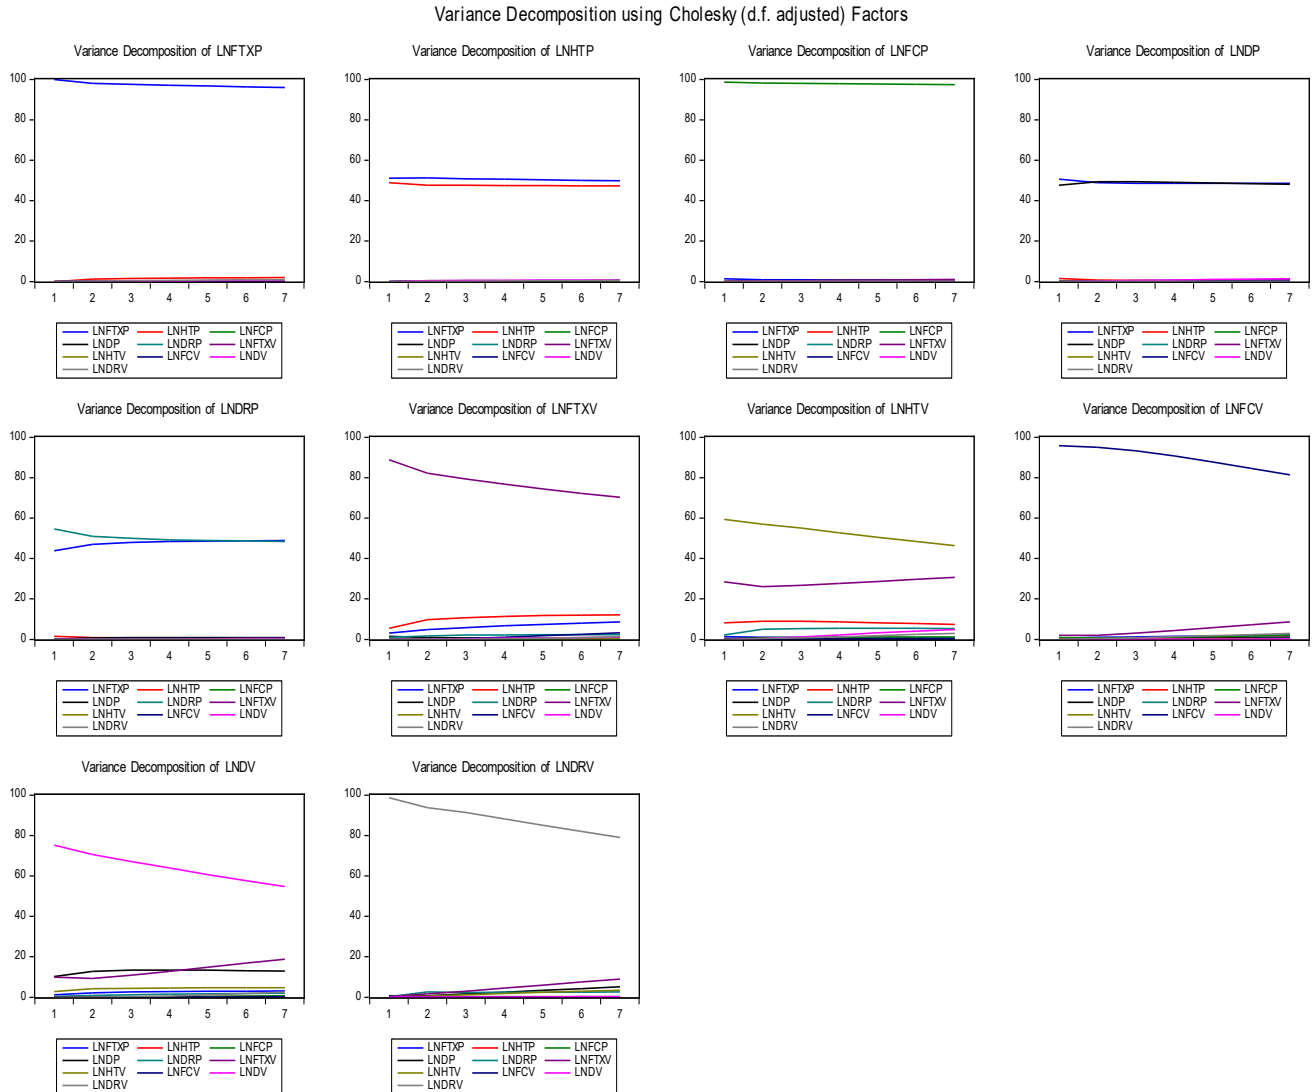 Variance Decomposition using Cholesky (d.f. adjusted) Factors
Variance Decomposition of LNFTXP
100
80
60
40
20
0
1 2 3 4 5 6 7
LNFTXP LNHTP LNFCP
LNDP LNDRP LNFTXV
LNHTV LNFCV LNDV
LNDRV
Variance Decomposition of LNHTP
100
80
60
40
20
0
1 2 3 4 5 6 7
LNFTXP LNHTP LNFCP
LNDP LNDRP LNFTXV
LNHTV LNFCV LNDV
LNDRV
Variance Decomposition of LNFCP
100
80
60
40
20
0
1 2 3 4 5 6 7
LNFTXP LNHTP LNFCP
LNDP LNDRP LNFTXV
LNHTV LNFCV LNDV
LNDRV
Variance Decomposition of LNDP
100
80
60
40
20
0
1 2 3 4 5 6 7
LNFTXP LNHTP LNFCP
LNDP LNDRP LNFTXV
LNHTV LNFCV LNDV
LNDRV
Variance Decomposition of LNDRP
100
80
60
40
20
0
1 2 3 4 5 6 7
LNFTXP LNHTP LNFCP
LNDP LNDRP LNFTXV
LNHTV LNFCV LNDV
LNDRV
Variance Decomposition of LNFTXV
100
80
60
40
20
0
1 2 3 4 5 6 7
LNFTXP LNHTP LNFCP
LNDP LNDRP LNFTXV
LNHTV LNFCV LNDV
LNDRV
Variance Decomposition of LNHTV
100
80
60
40
20
0
1 2 3 4 5 6 7
LNFTXP LNHTP LNFCP
LNDP LNDRP LNFTXV
LNHTV LNFCV LNDV
LNDRV
Variance Decomposition of LNFCV
100
80
60
40
20
0
1 2 3 4 5 6 7
LNFTXP LNHTP LNFCP
LNDP LNDRP LNFTXV
LNHTV LNFCV LNDV
LNDRV
Variance Decomposition of LNDV
100
80
60
40
20
0
1 2 3 4 5 6 7
LNFTXP LNHTP LNFCP
LNDP LNDRP LNFTXV
LNHTV LNFCV LNDV
LNDRV
Variance Decomposition of LNDRV
100
80
60
40
20
0
1 2 3 4 5 6 7
LNFTXP LNHTP LNFCP
LNDP LNDRP LNFTXV
LNHTV LNFCV LNDV
LNDRV